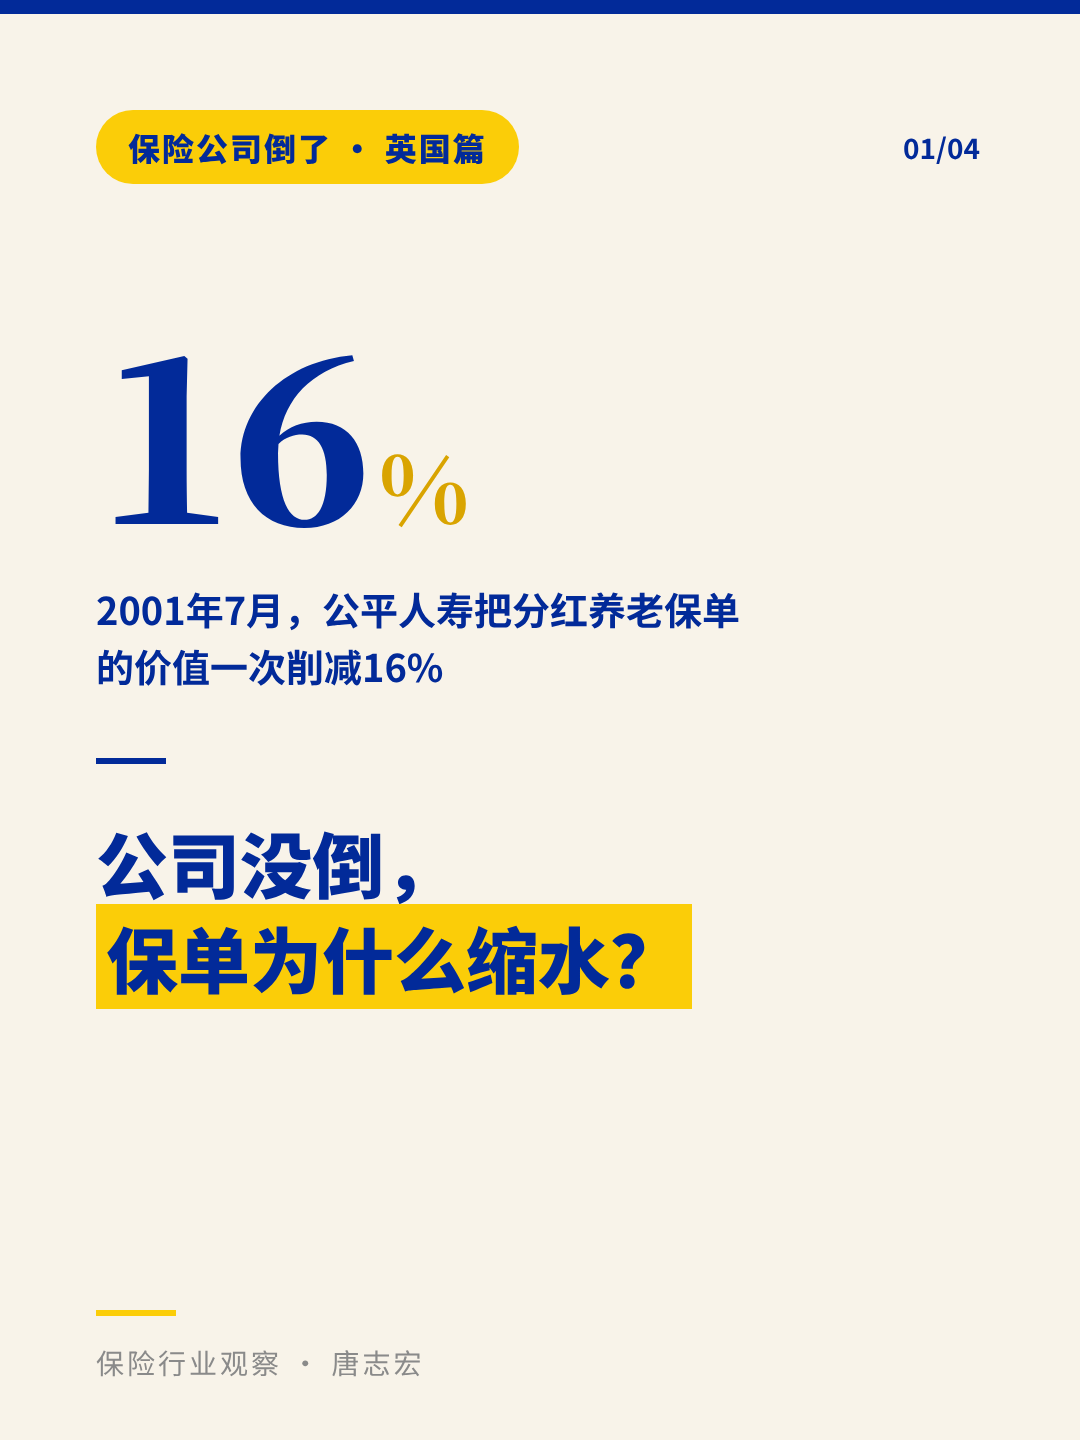 保险公司倒了 · 英国篇
01/04
16%
2001年7月，公平人寿把分红养老保单
的价值一次削减16%
公司没倒，
保单为什么缩水？
保险行业观察 · 唐志宏